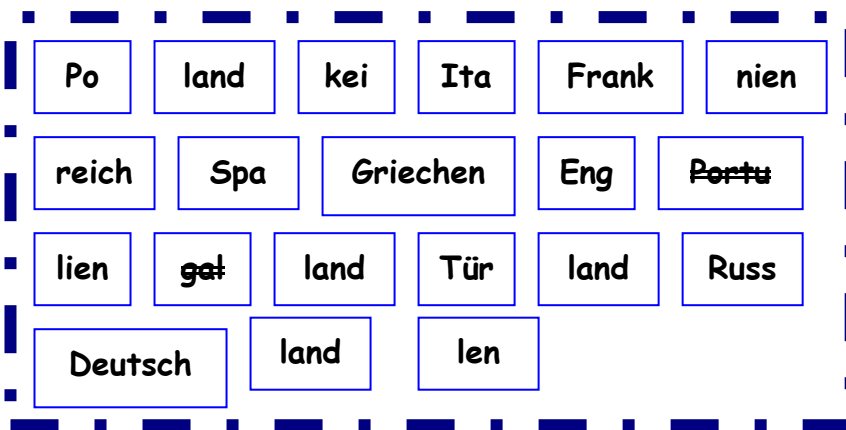 Po land kei Ita Frank nien
reich Spa Griechen Eng Portu
lien gal land Tür land Russ
Deutsch land len